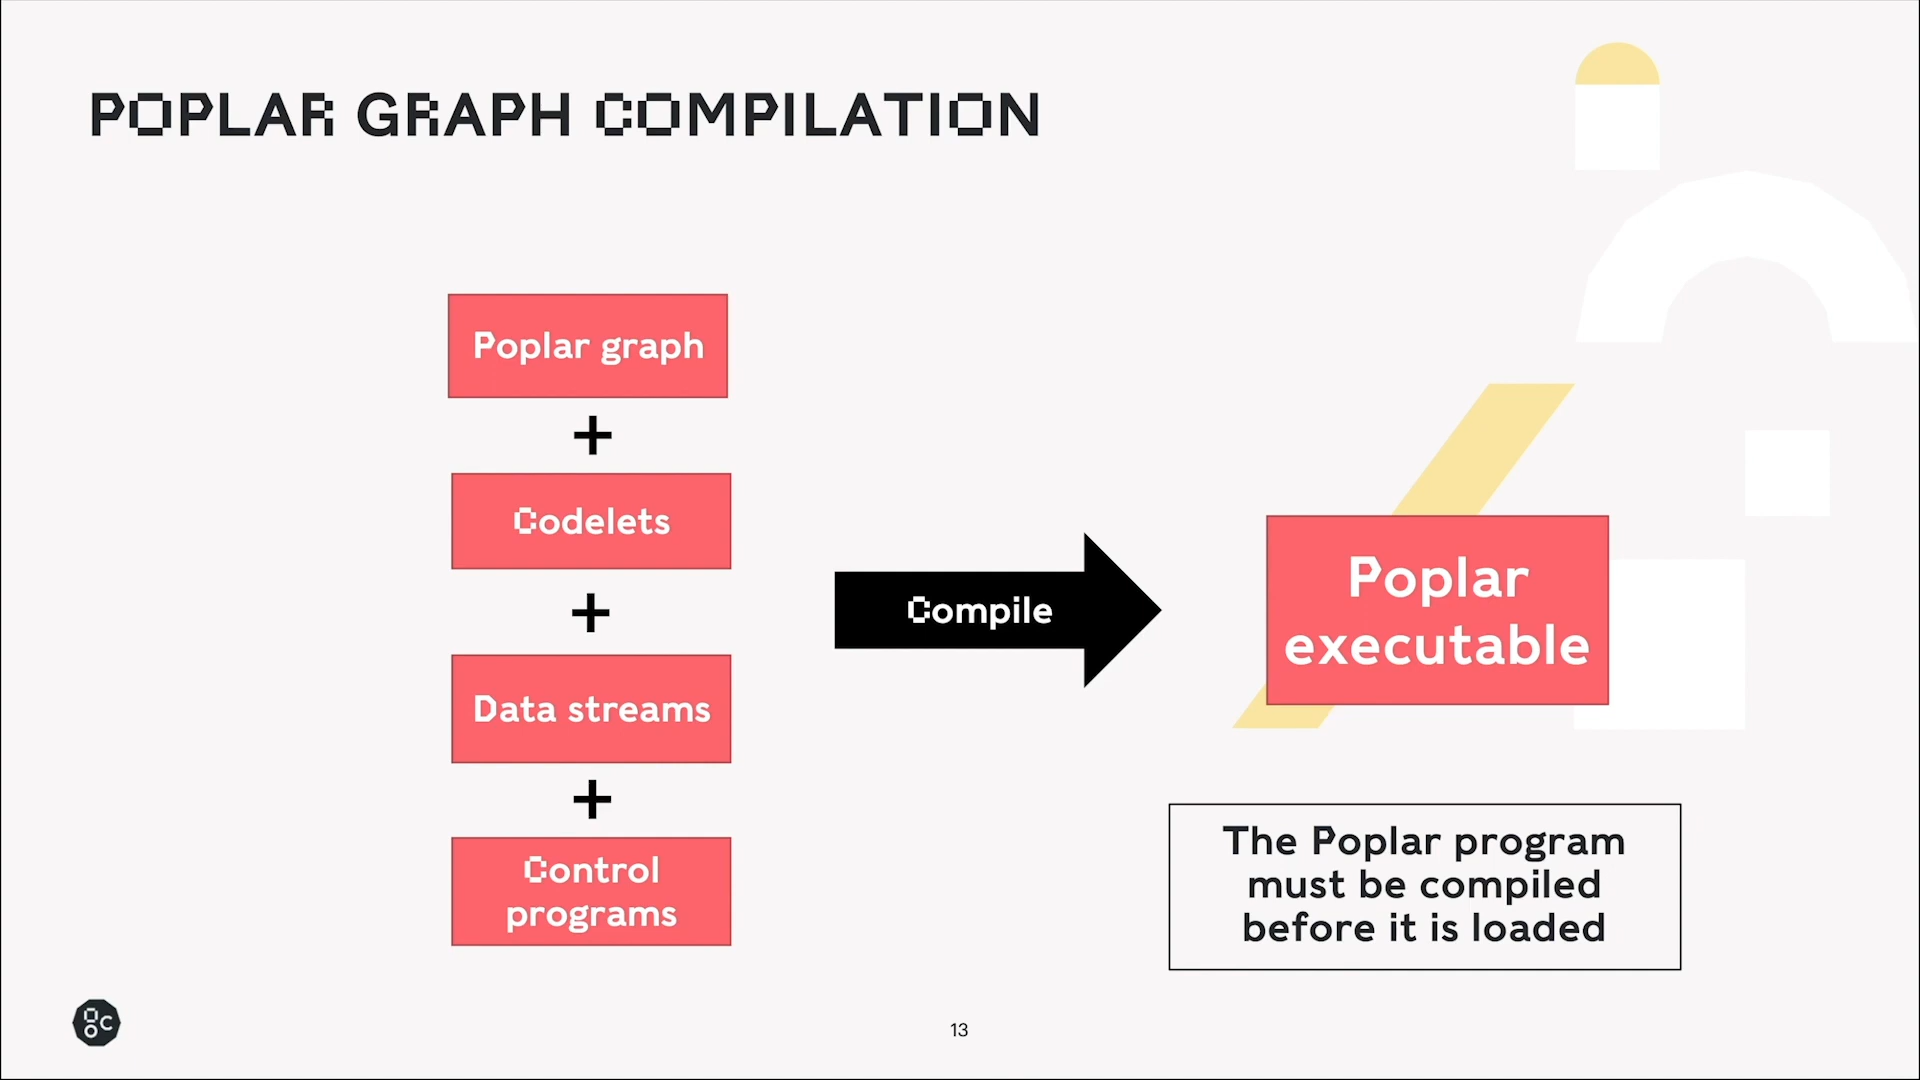 POPLAR GRAPH COMPILATION
Poplar graph
+
Codelets
+
Data streams
+
Control
programs
Compile
Poplar
executable
The Poplar program
must be compiled
before it is loaded
gc
13